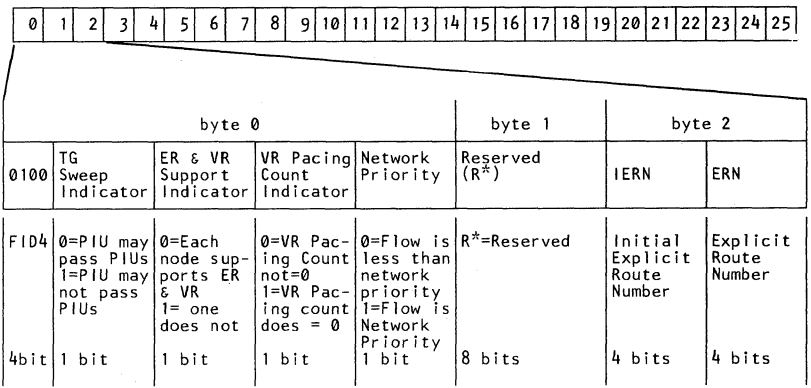 0 1 2 3 4 5 6 7 8 9 10 11 12 13 14 15 16 17 18 19 20 21 22 23 24 25
byte 0 byte 1 byte 2
0100
TG
Sweep
Indicator
ER & VR
Support
Indicator
VR Pacing
Count
Indicator
Network
Priority
Reserved
(R*)
IERN
ERN
FID4
0=PIU may
pass PIUs
1=PIU may
not pass
PIUs
0=Each
node sup-
ports ER
& VR
1= one
does not
0=VR Pac-
ing Count
not=0
1=VR Pac-
ing count
does = 0
0=Flow is
less than
network
priority
1=Flow is
Network
Priority
R*=Reserved
Initial
Explicit
Route
Number
Explicit
Route
Number
4bit 1 bit 1 bit 1 bit 1 bit 8 bits 4 bits 4 bits